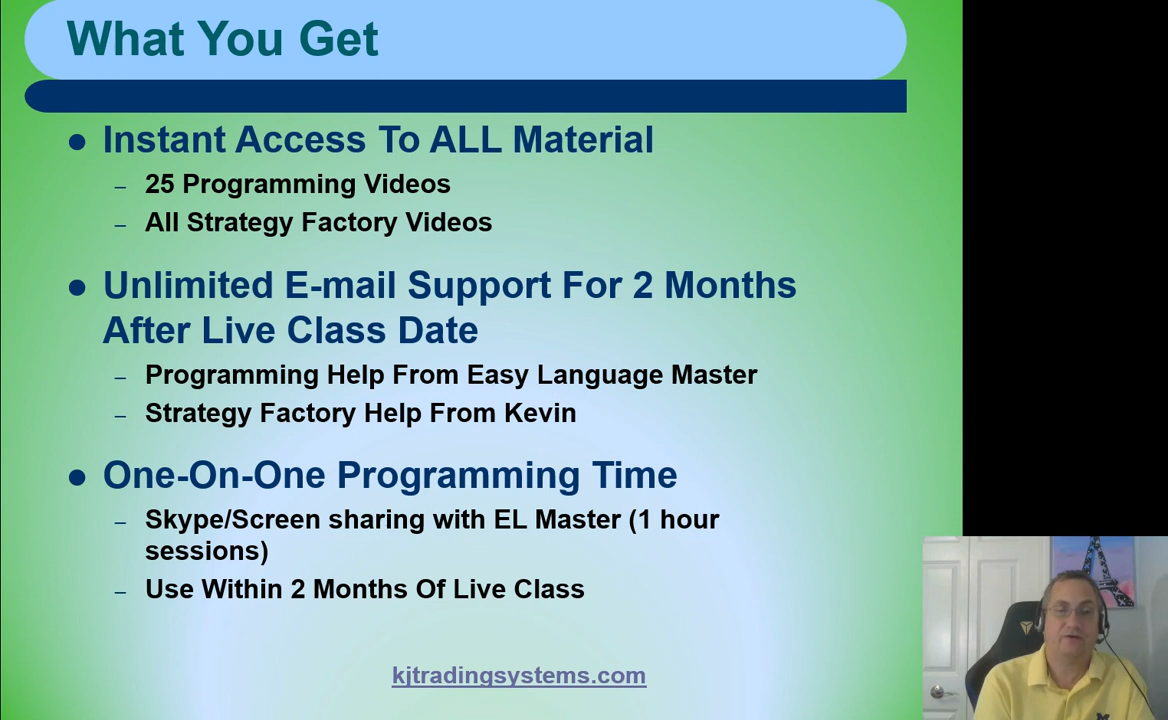 What You Get
Instant Access To ALL Material
– 25 Programming Videos
– All Strategy Factory Videos
Unlimited E-mail Support For 2 Months
After Live Class Date
– Programming Help From Easy Language Master
– Strategy Factory Help From Kevin
One-On-One Programming Time
– Skype/Screen sharing with EL Master (1 hour
sessions)
– Use Within 2 Months Of Live Class
kjtradingsystems.com